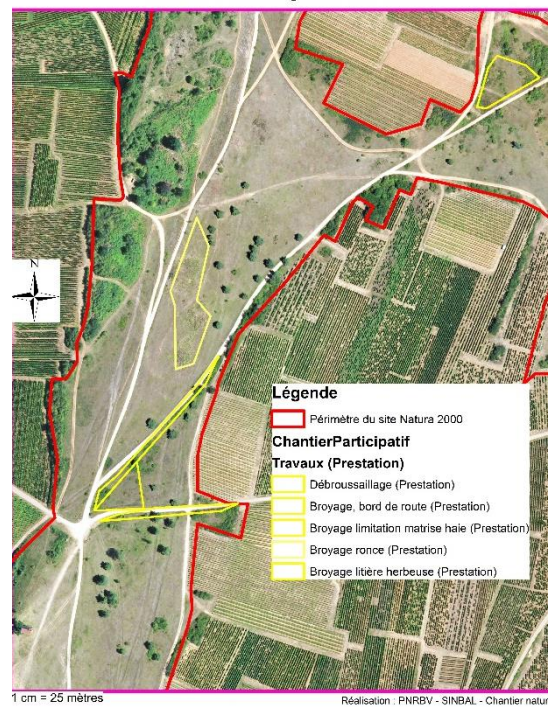 N
Légende
Périmètre du site Natura 2000
ChantierParticipatif
Travaux (Prestation)
Débroussaillage (Prestation)
Broyage, bord de route (Prestation)
Broyage limitation matrise haie (Prestation)
Broyage ronce (Prestation)
Broyage litière herbeuse (Prestation)
1 cm = 25 mètres
Réalisation : PNRBV - SINBAL - Chantier natur